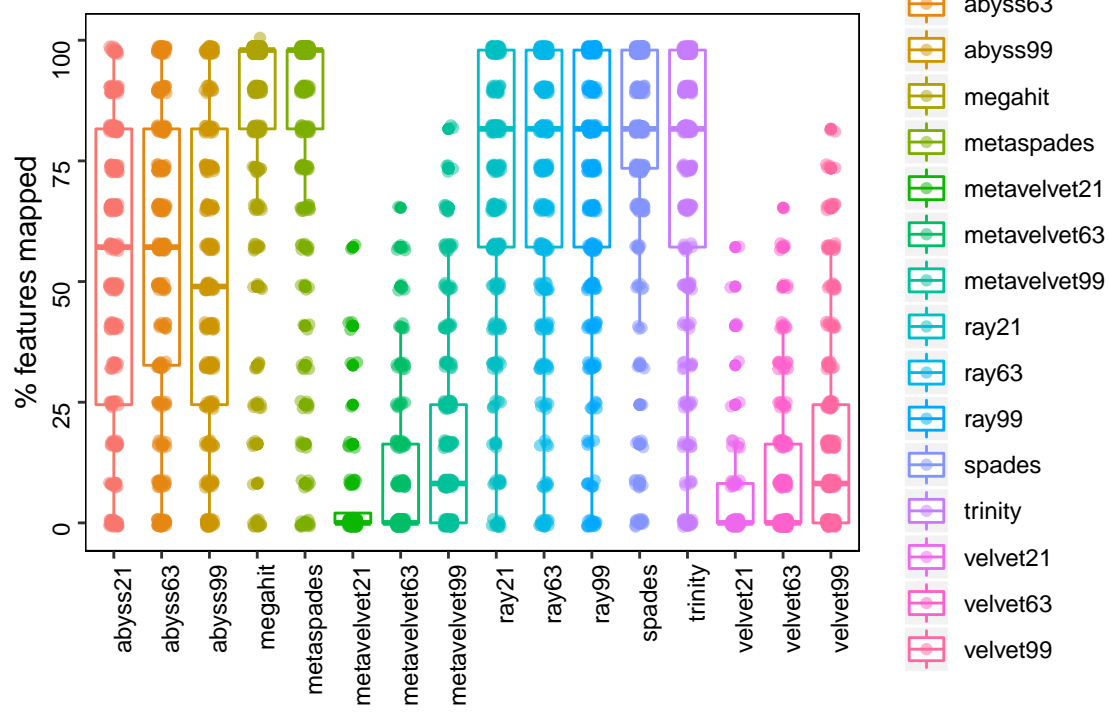 % features mapped
100
75
50
25
0
abyss21
abyss63
abyss99
megahit
metaspades
metavelvet21
metavelvet63
metavelvet99
ray21
ray63
ray99
spades
trinity
velvet21
velvet63
velvet99
abyss63
abyss99
megahit
metaspades
metavelvet21
metavelvet63
metavelvet99
ray21
ray63
ray99
spades
trinity
velvet21
velvet63
velvet99